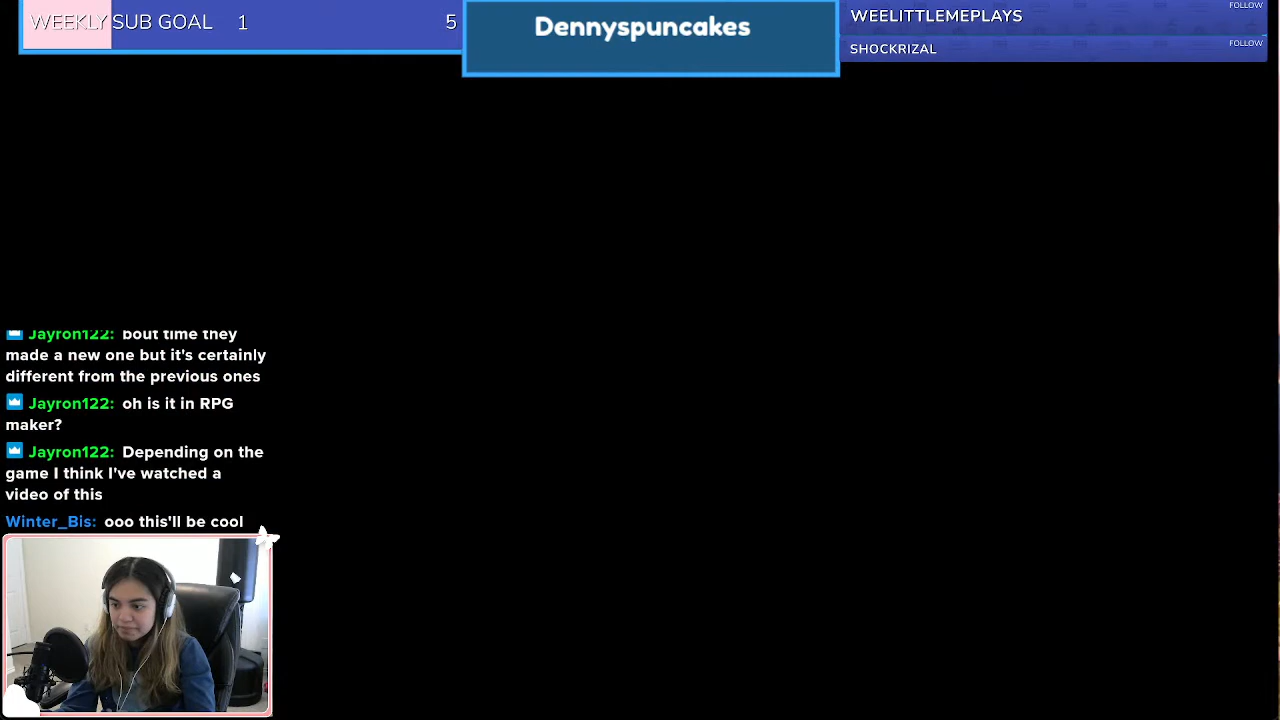 WEEKLY SUB GOAL 1 5
Dennyspuncakes
WEELITTLEMEPLAYS FOLLOW
SHOCKRIZAL FOLLOW
Jayron122: bout time they
made a new one but it's certainly
different from the previous ones
Jayron122: oh is it in RPG
maker?
Jayron122: Depending on the
game I think I've watched a
video of this
Winter_Bis: ooo this'll be cool